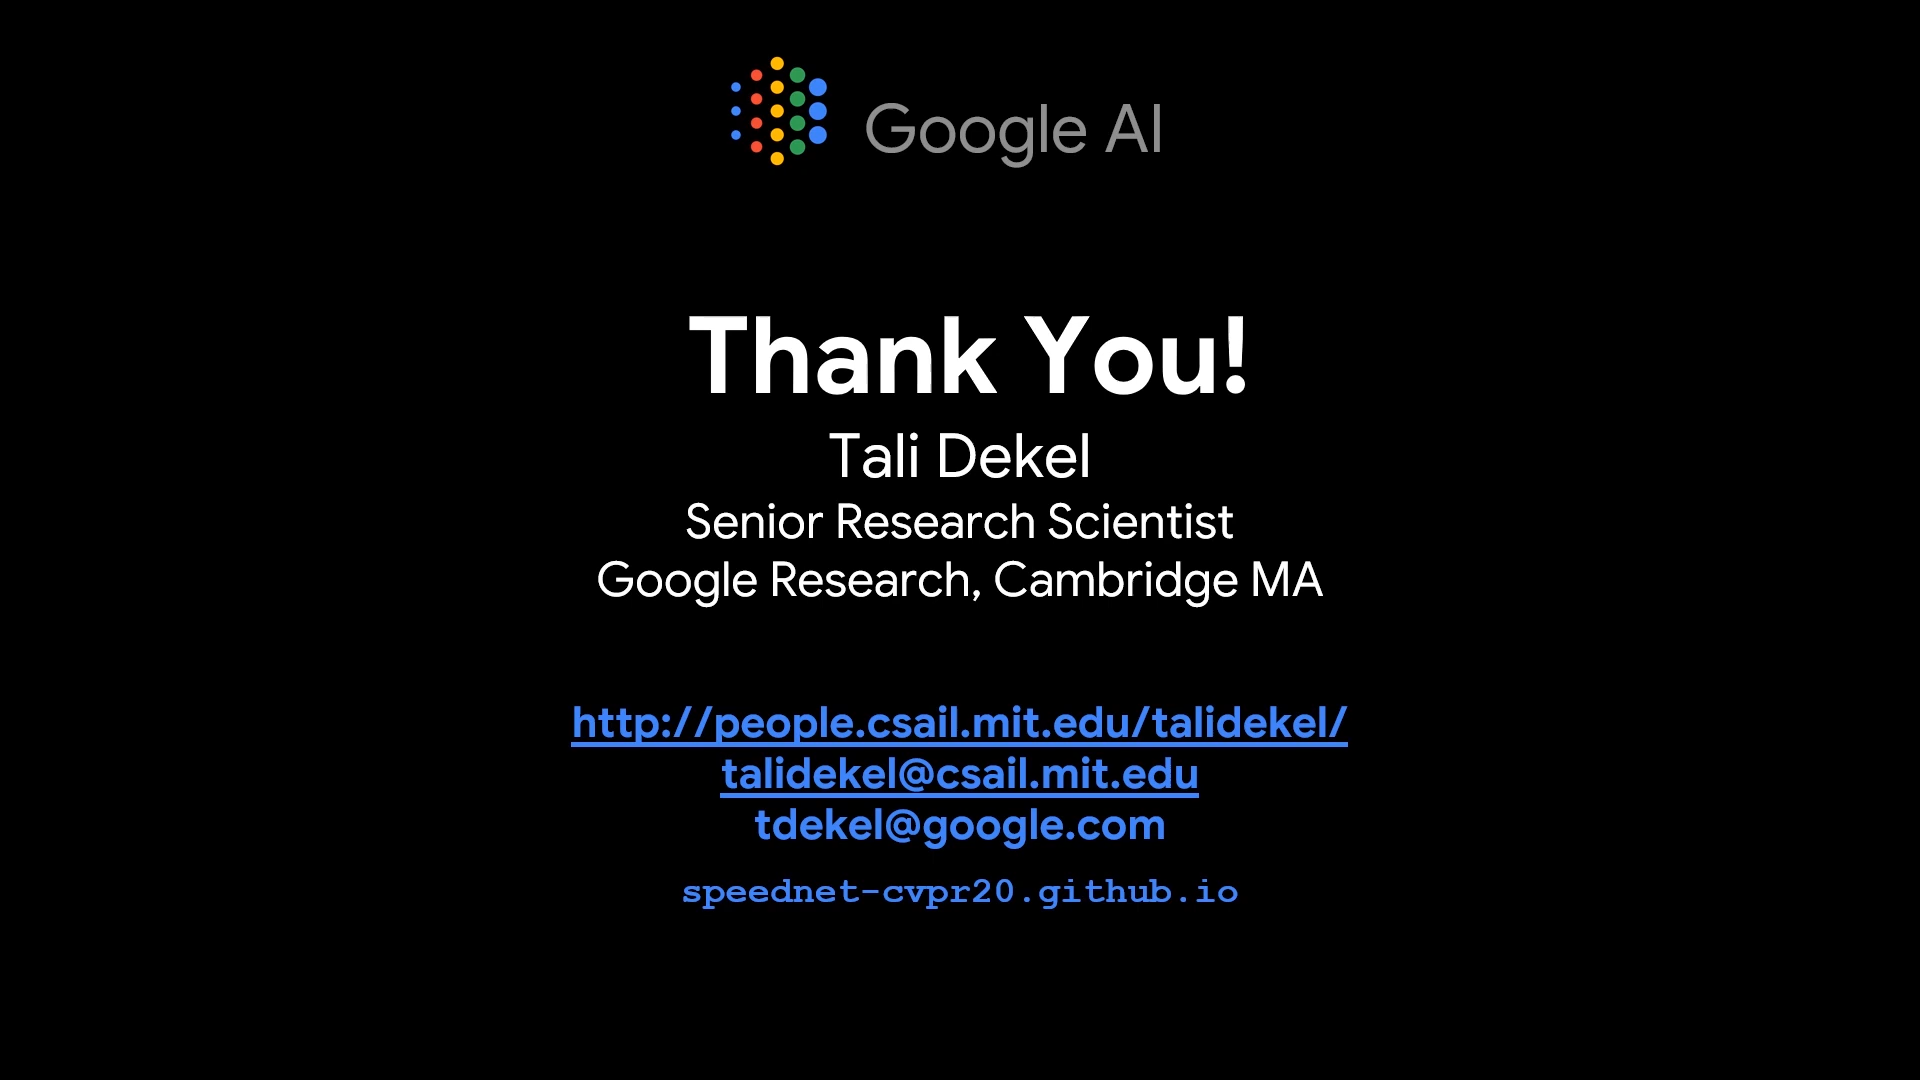 Google AI
Thank You!
Tali Dekel
Senior Research Scientist
Google Research, Cambridge MA
http://people.csail.mit.edu/talidekel/
talidekel@csail.mit.edu
tdekel@google.com
speednet-cvpr20.github.io